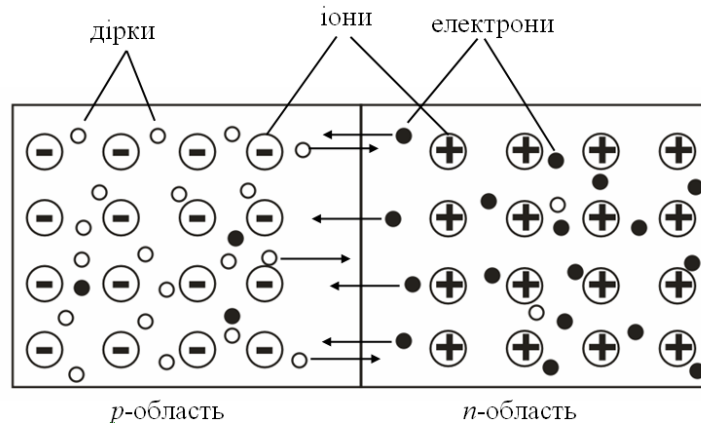 дірки
іони
електрони
p-область
n-область